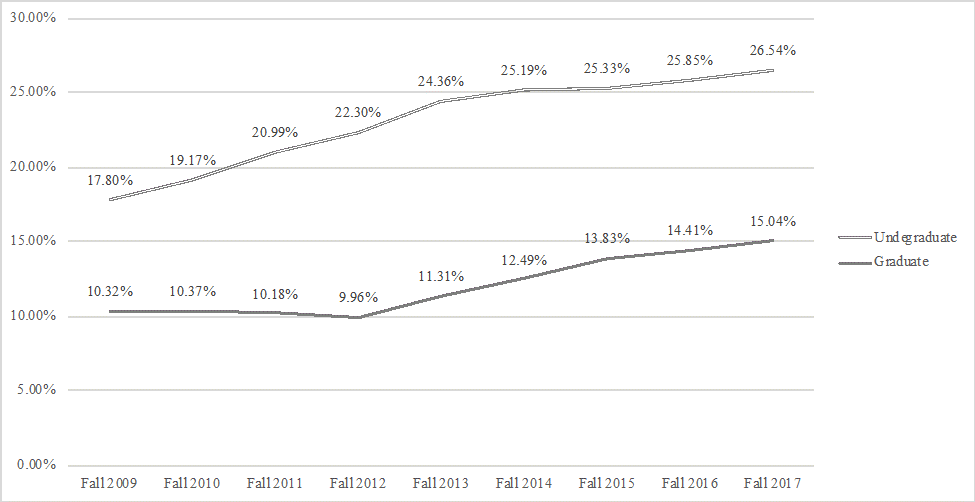 30.00%
25.00%
20.00%
15.00%
10.00%
5.00%
0.00%
17.80%
19.17%
20.99%
22.30%
24.36%
25.19%
25.33%
25.85%
26.54%
10.32%
10.37%
10.18%
9.96%
11.31%
12.49%
13.83%
14.41%
15.04%
Fall 2009
Fall 2010
Fall 2011
Fall 2012
Fall 2013
Fall 2014
Fall 2015
Fall 2016
Fall 2017
Undegraduate
Graduate